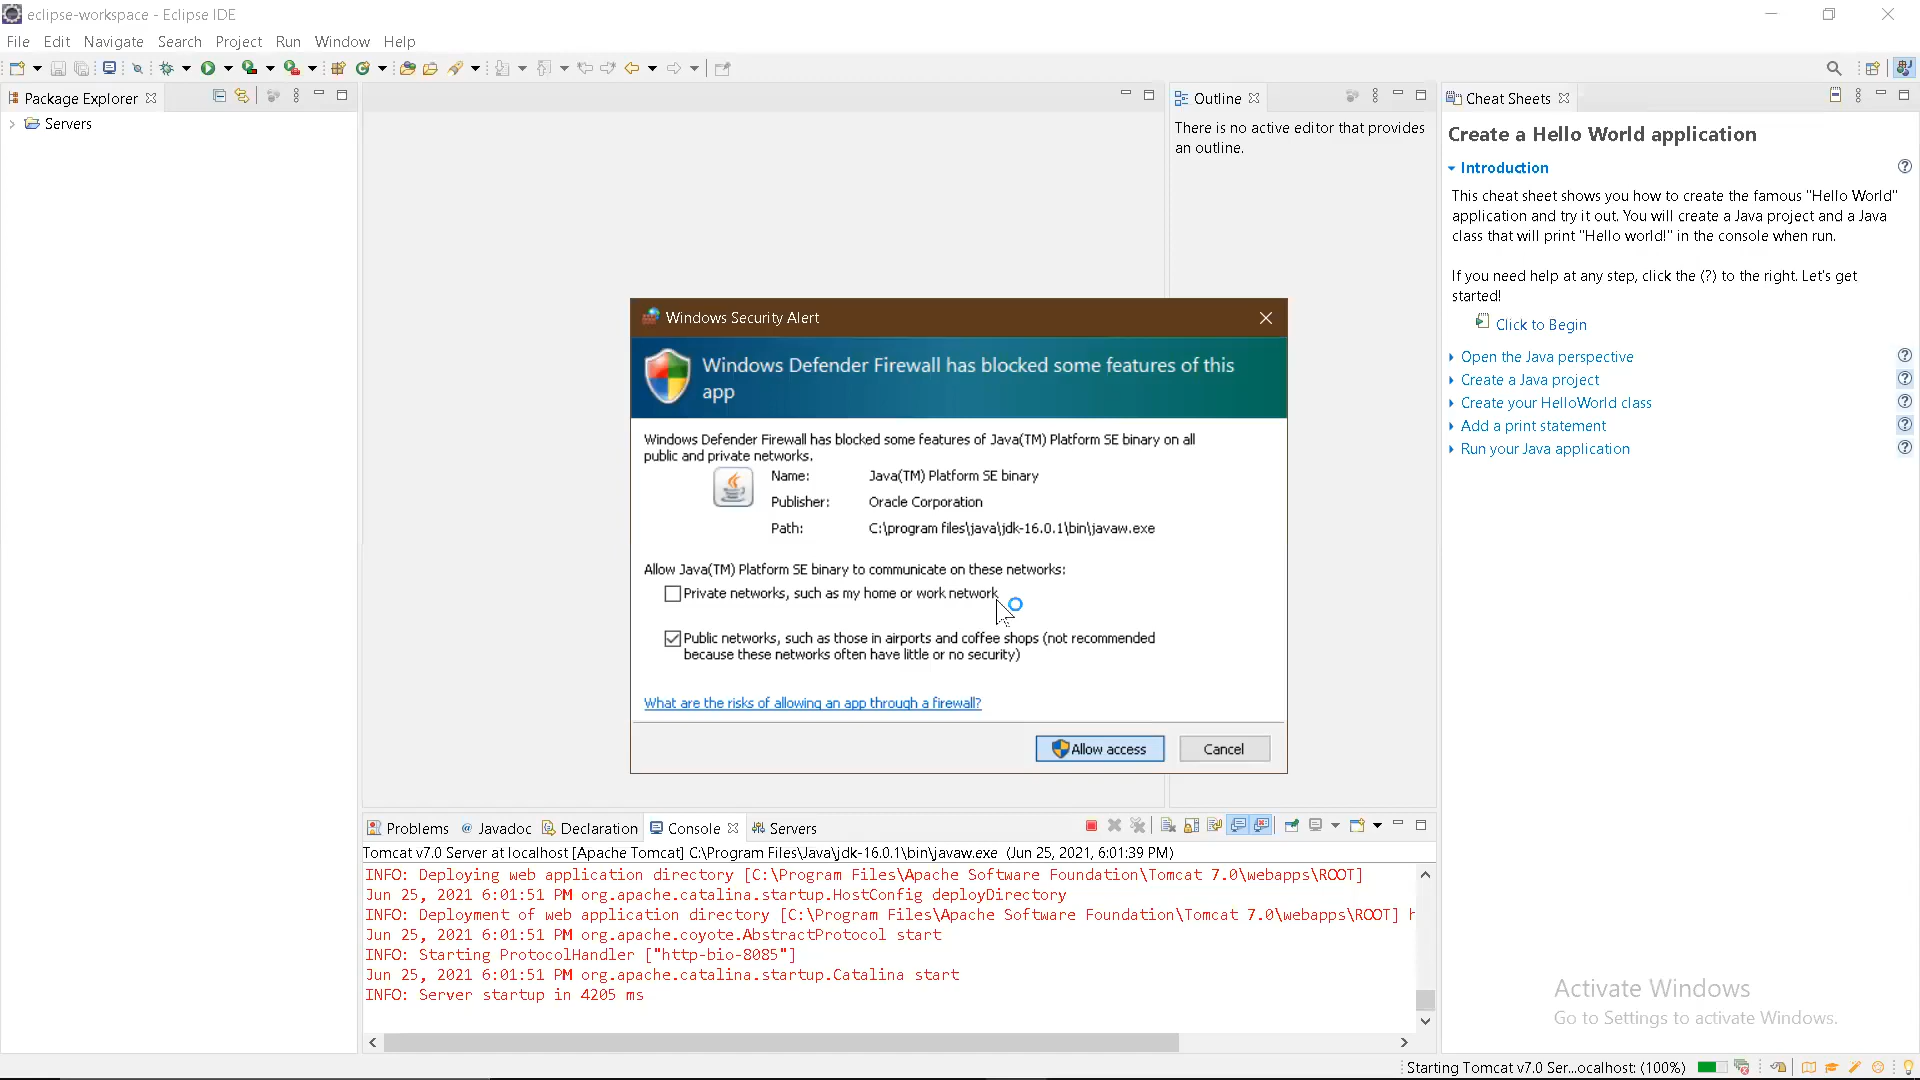 eclipse-workspace - Eclipse IDE
File Edit Navigate Search Project Run Window Help
Package Explorer
Servers
Outline
There is no active editor that provides
an outline.
Cheat Sheets
Create a Hello World application
Introduction
This cheat sheet shows you how to create the famous "Hello World"
application and try it out. You will create a Java project and a Java
class that will print "Hello world!" in the console when run.
If you need help at any step, click the (?) to the right. Let's get
started!
Click to Begin
Open the Java perspective
Create a Java project
Create your HelloWorld class
Add a print statement
Run your Java application
Windows Security Alert
Windows Defender Firewall has blocked some features of this
app
Windows Defender Firewall has blocked some features of Java(TM) Platform SE binary on all
public and private networks.
Name: Java(TM) Platform SE binary
Publisher: Oracle Corporation
Path: C:\program files\java\jdk-16.0.1\bin\javaw.exe
Allow Java(TM) Platform SE binary to communicate on these networks:
Private networks, such as my home or work network
Public networks, such as those in airports and coffee shops (not recommended
because these networks often have little or no security)
What are the risks of allowing an app through a firewall?
Allow access Cancel
Problems @ Javadoc Declaration Console Servers
Tomcat v7.0 Server at localhost [Apache Tomcat] C:\Program Files\Java\jdk-16.0.1\bin\javaw.exe (Jun 25, 2021, 6:01:39 PM)
INFO: Deploying web application directory [C:\Program Files\Apache Software Foundation\Tomcat 7.0\webapps\ROOT]
Jun 25, 2021 6:01:51 PM org.apache.catalina.startup.HostConfig deployDirectory
INFO: Deployment of web application directory [C:\Program Files\Apache Software Foundation\Tomcat 7.0\webapps\ROOT] h
Jun 25, 2021 6:01:51 PM org.apache.coyote.AbstractProtocol start
INFO: Starting ProtocolHandler ["http-bio-8085"]
Jun 25, 2021 6:01:51 PM org.apache.catalina.startup.Catalina start
INFO: Server startup in 4205 ms
Activate Windows
Go to Settings to activate Windows.
Starting Tomcat v7.0 Ser...ocalhost: (100%)